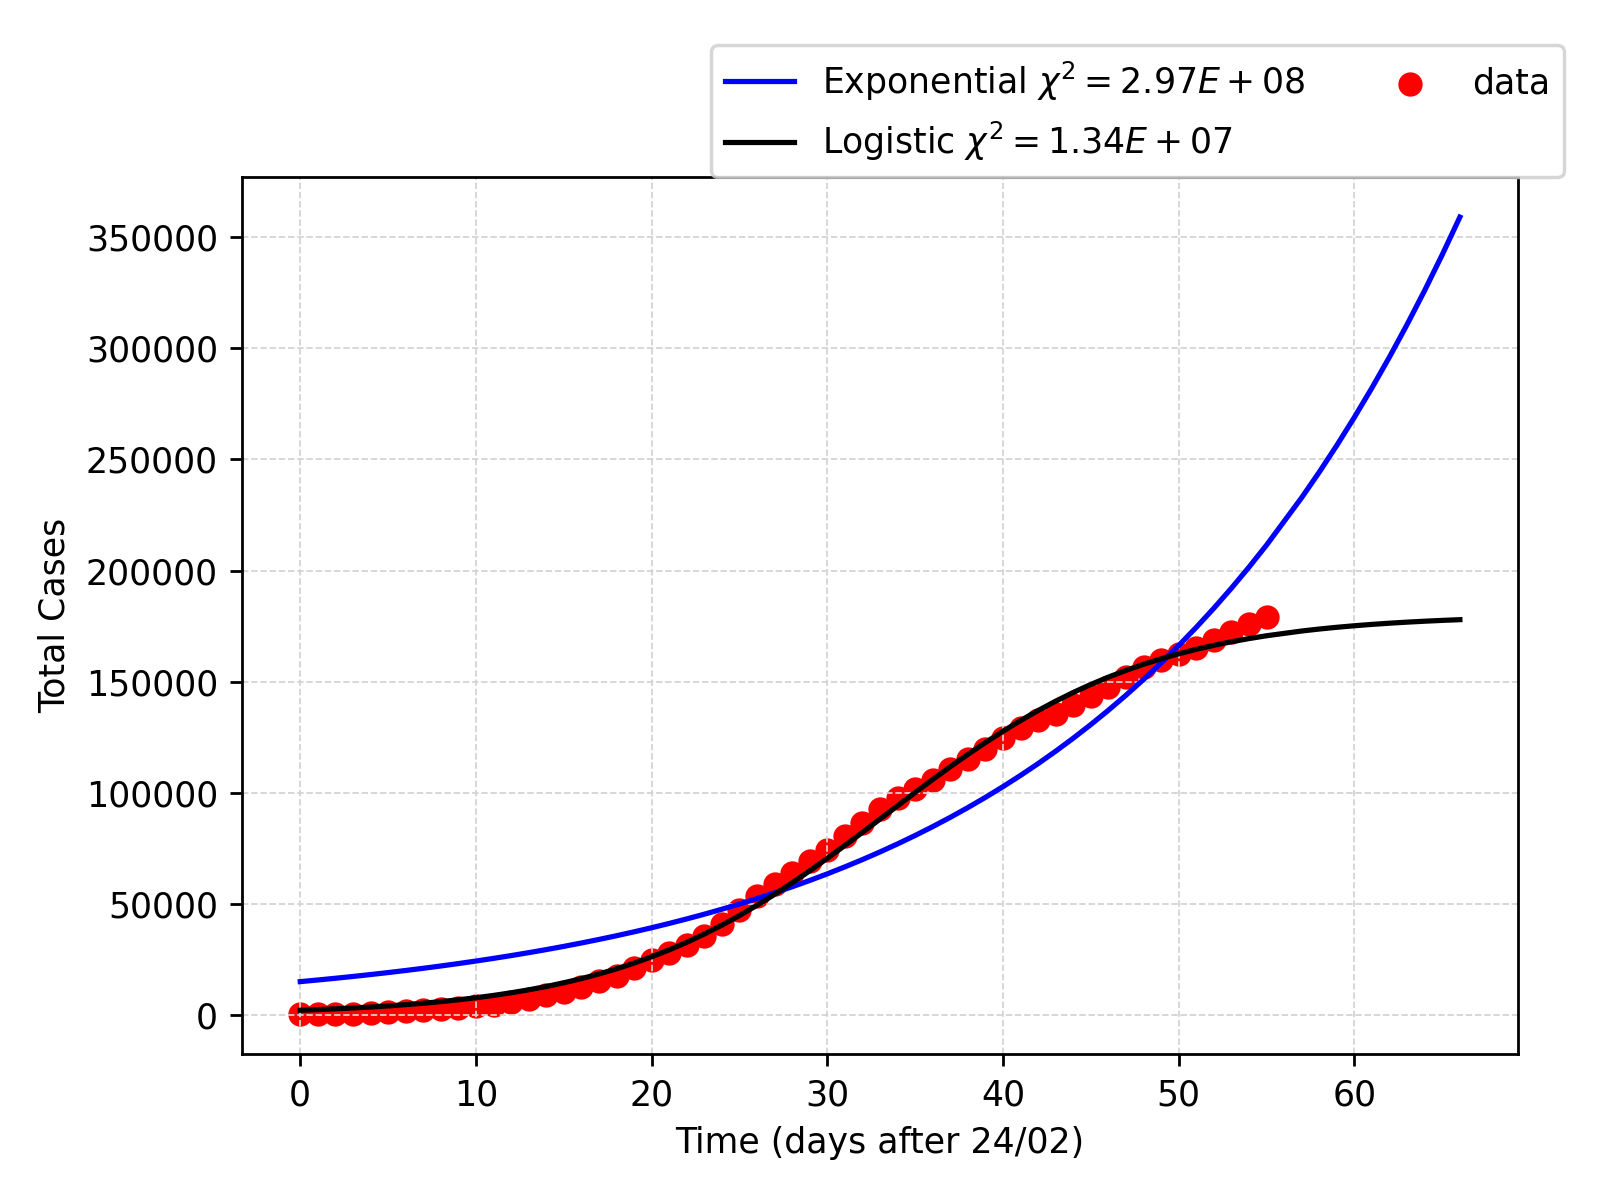 Exponential χ² = 2.97E + 08
Logistic χ² = 1.34E + 07
data
350000
300000
250000
200000
150000
100000
50000
0
Total Cases
0 10 20 30 40 50 60
Time (days after 24/02)